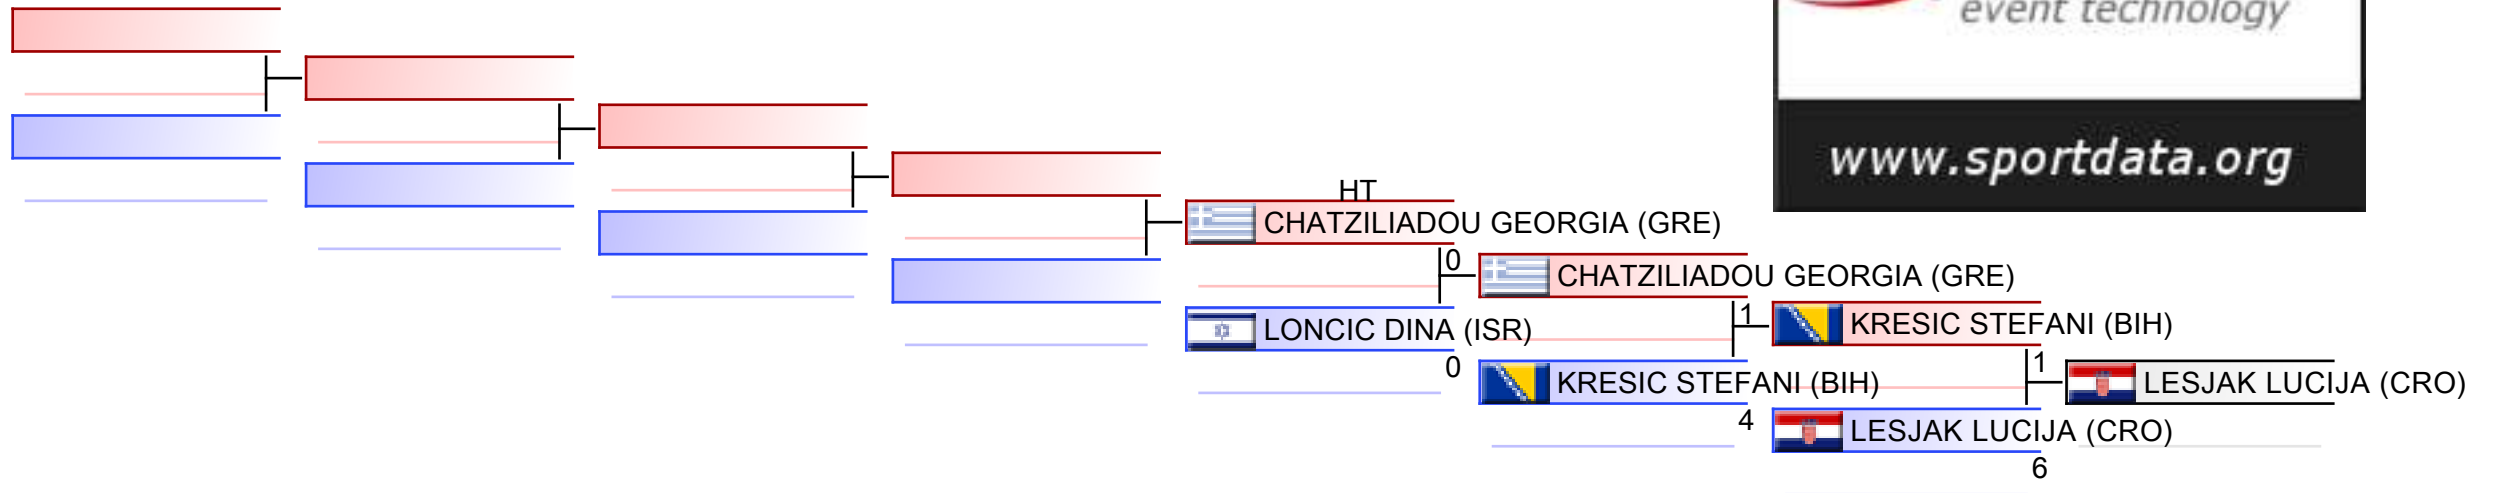 event technology
www.sportdata.org
HT
CHATZILIADOU GEORGIA (GRE)
0
CHATZILIADOU GEORGIA (GRE)
LONCIC DINA (ISR)
0
1
KRESIC STEFANI (BIH)
KRESIC STEFANI (BIH)
4
1
LESJAK LUCIJA (CRO)
LESJAK LUCIJA (CRO)
6